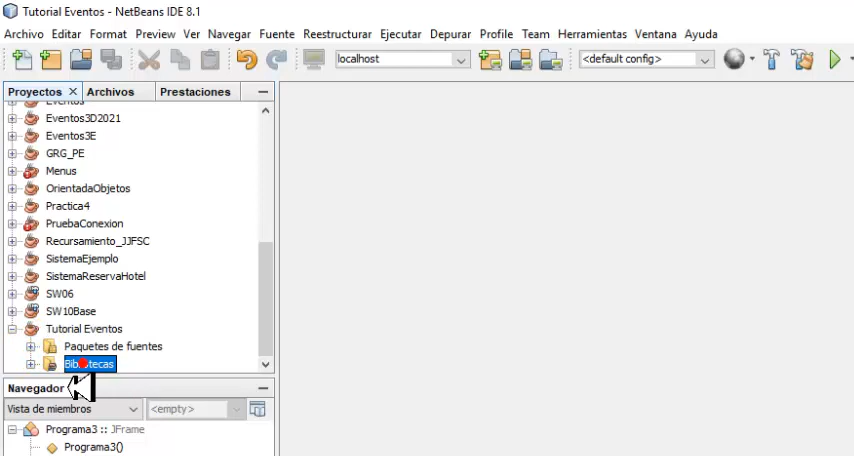 Tutorial Eventos - NetBeans IDE 8.1
Archivo Editar Format Preview Ver Navegar Fuente Reestructurar Ejecutar Depurar Profile Team Herramientas Ventana Ayuda
localhost <default config>
Proyectos Archivos Prestaciones
Eventos
Eventos3D2021
Eventos3E
GRG_PE
Menus
OrientadaObjetos
Practica4
PruebaConexion
Recursamiento_JJFSC
SistemaEjemplo
SistemaReservaHotel
SW06
SW10Base
Tutorial Eventos
Paquetes de fuentes
Bibliotecas
Navegador
Vista de miembros <empty>
Programa3 :: JFrame
Programa3()